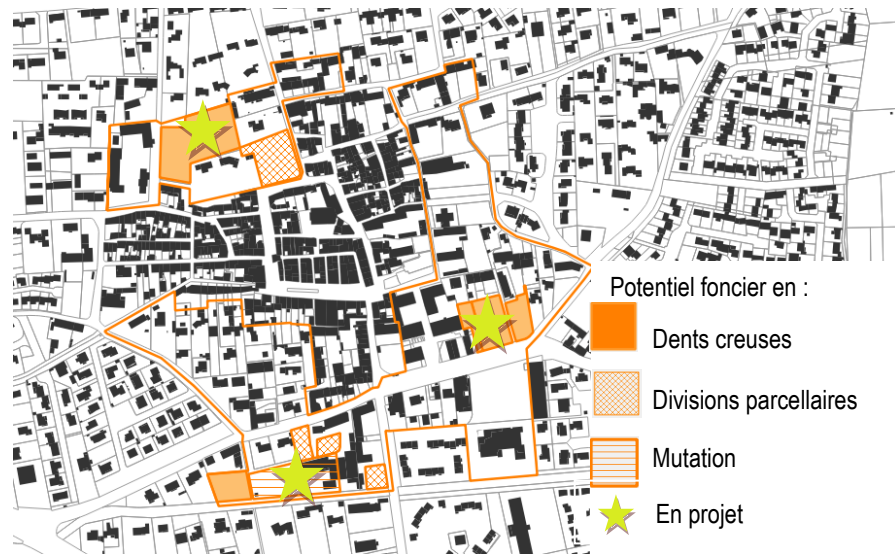 Potentiel foncier en :
Dents creuses
Divisions parcellaires
Mutation
En projet